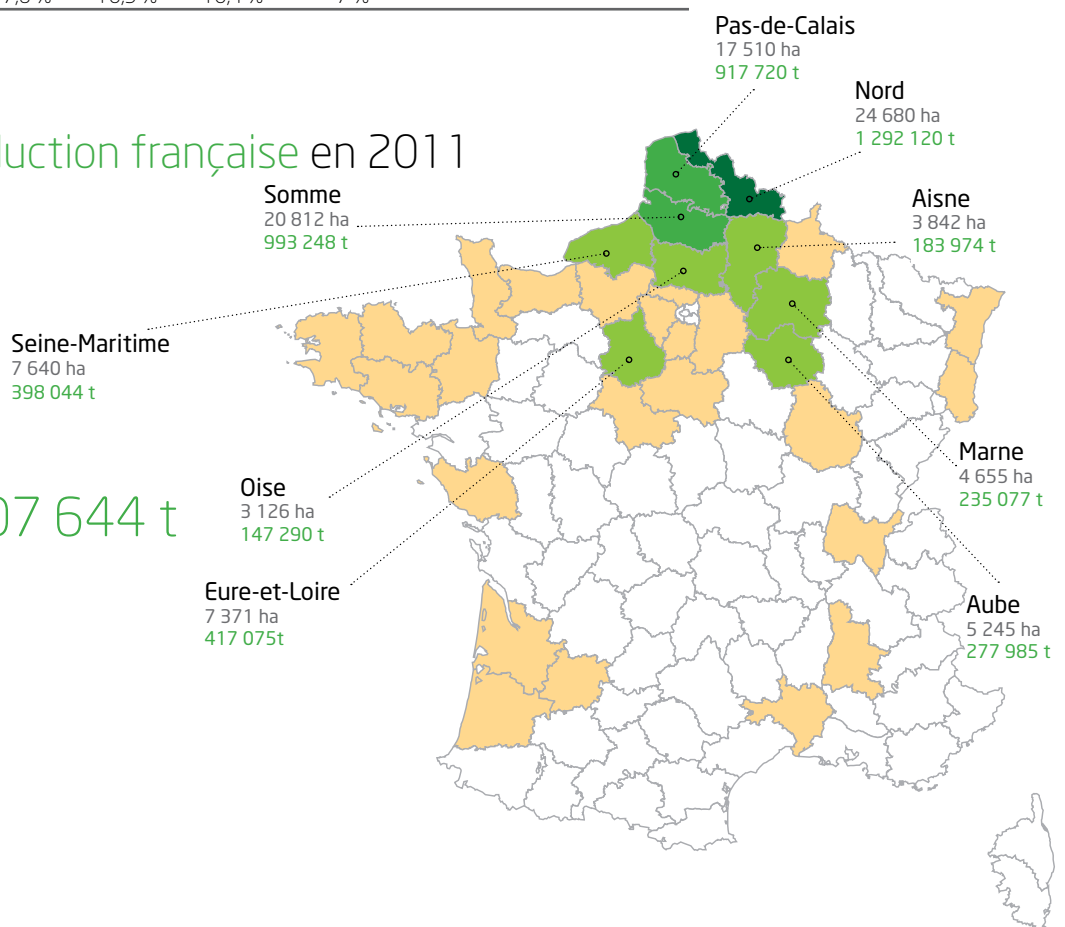 Pas-de-Calais
17 510 ha
917 720 t
Nord
24 680 ha
1 292 120 t
française en 2011
Somme
20 812 ha
993 248 t
Aisne
3 842 ha
183 974 t
Seine-Maritime
7 640 ha
398 044 t
Marne
4 655 ha
235 077 t
Oise
3 126 ha
147 290 t
07 644 t
Eure-et-Loire
7 371 ha
417 075t
Aube
5 245 ha
277 985 t